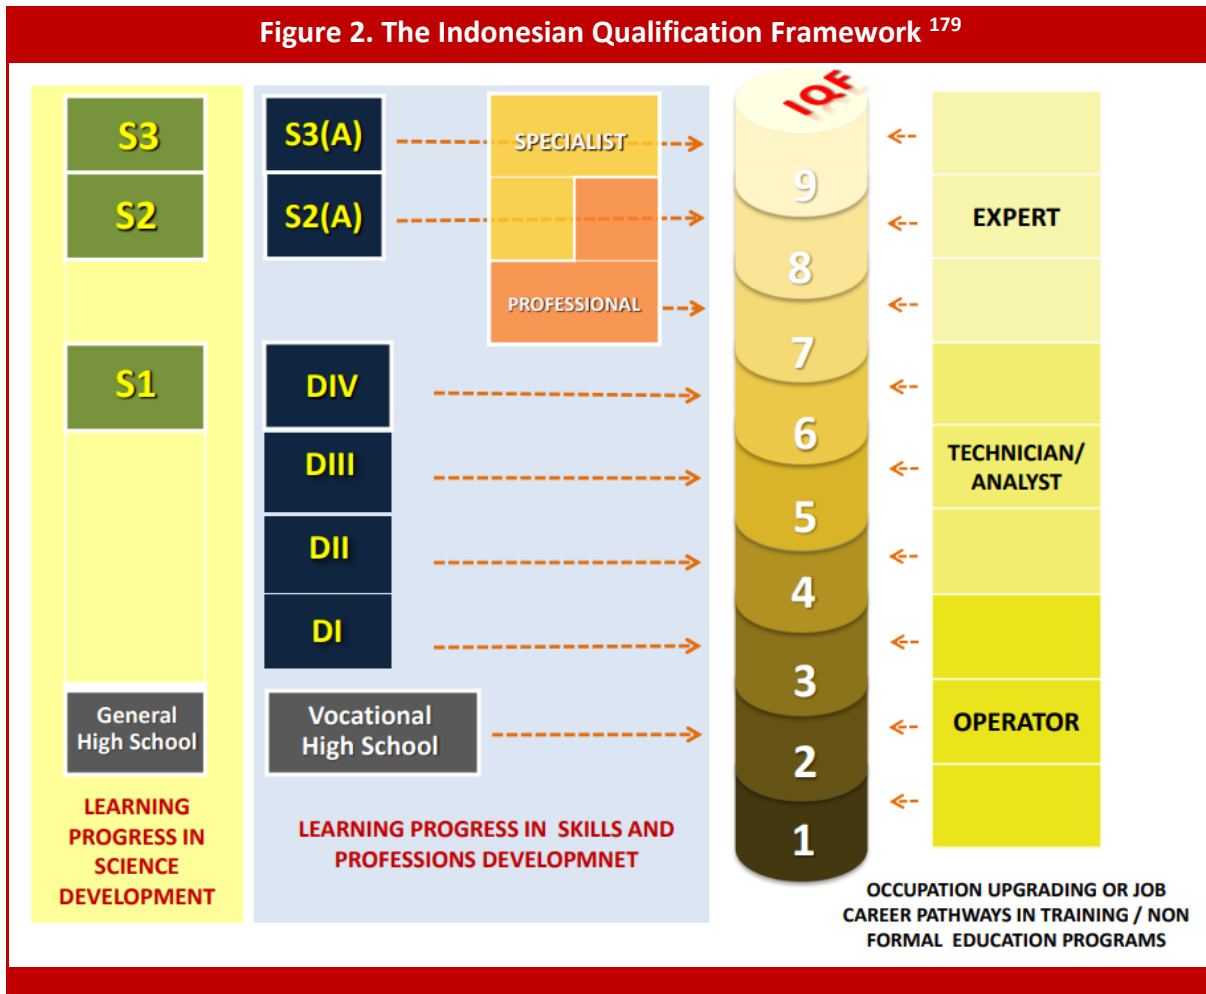 Figure 2. The Indonesian Qualification Framework 179
S3
S2
S1
General
High School
LEARNING
PROGRESS IN
SCIENCE
DEVELOPMENT
S3(A)
S2(A)
DIV
DIII
DII
DI
Vocational
High School
SPECIALIST
PROFESSIONAL
LEARNING PROGRESS IN SKILLS AND
PROFESSIONS DEVELOPMNET
IQF
9
8
7
6
5
4
3
2
1
EXPERT
TECHNICIAN/
ANALYST
OPERATOR
OCCUPATION UPGRADING OR JOB
CAREER PATHWAYS IN TRAINING / NON
FORMAL EDUCATION PROGRAMS